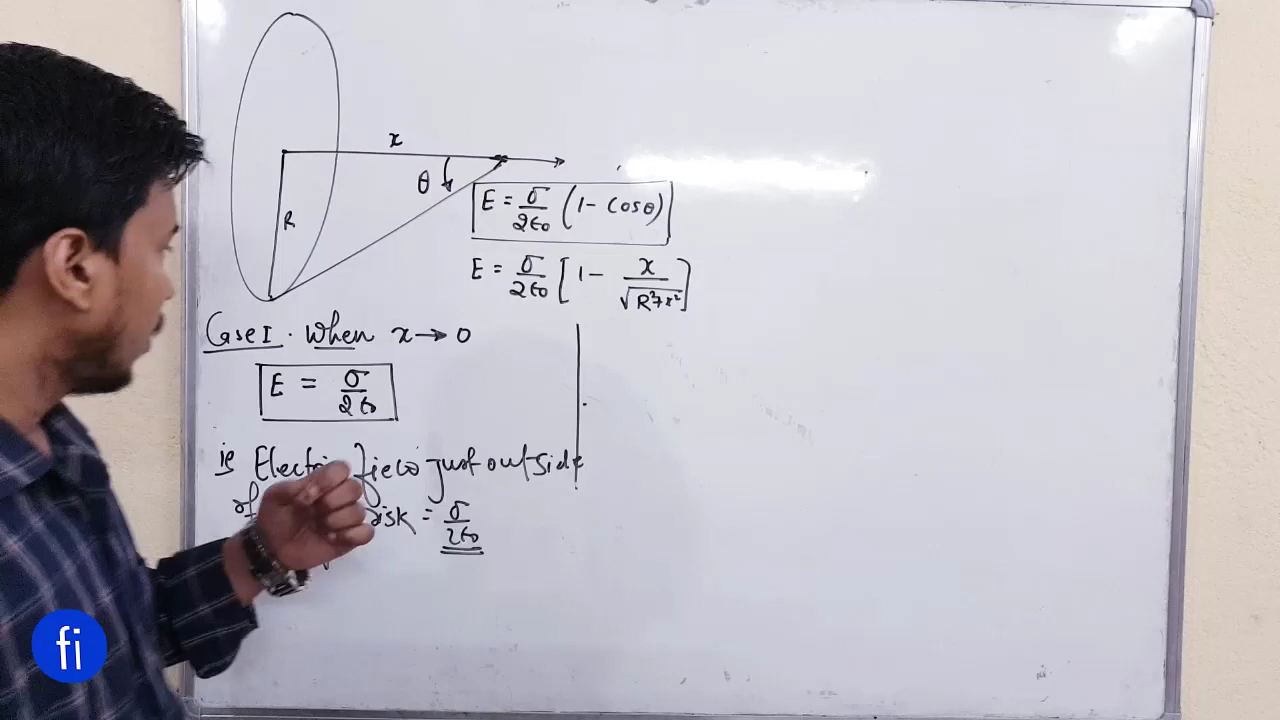 x
θ
R
E = σ/2ε₀ (1 - cosθ)
E = σ/2ε₀ [1 - x/√R²+x²]
Case I. When x → 0
E = σ/2ε₀
ie Electric field just outside
of disk = σ/2ε₀
fi